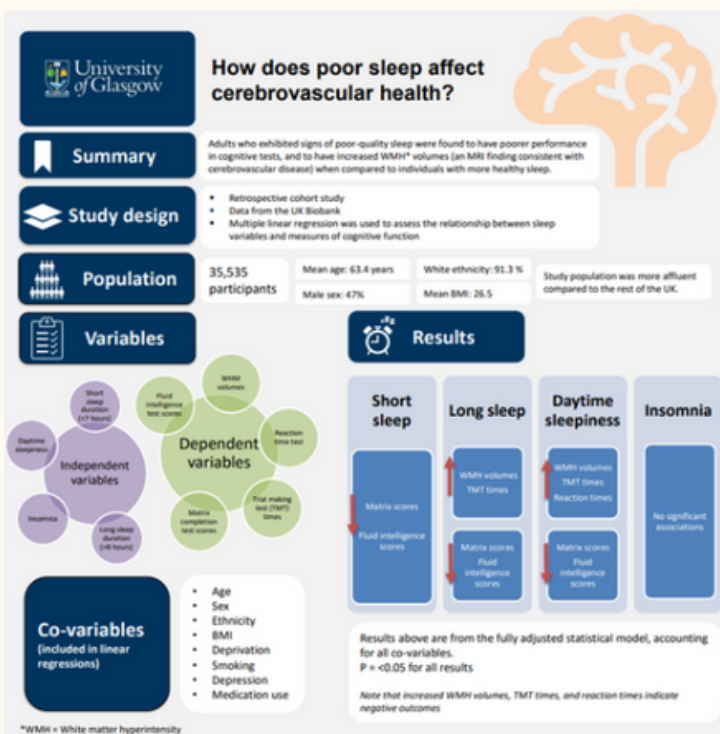 University
of Glasgow
How does poor sleep affect
cerebrovascular health?
Summary
Adults who exhibited signs of poor-quality sleep were found to have poorer performance
in cognitive tests, and to have increased WMH* volumes (an MRI finding consistent with
cerebrovascular disease) when compared to individuals with more healthy sleep.
Study design
• Retrospective cohort study
• Data from the UK Biobank
• Multiple linear regression was used to assess the relationship between sleep
variables and measures of cognitive function
Population
35,535
participants
Mean age: 63.4 years
White ethnicity: 91.3 %
Male sex: 47%
Mean BMI: 26.5
Study population was more affluent
compared to the rest of the UK.
Variables
Short
sleep
duration
(<7 hours)
Daytime
sleepiness
Independent
variables
Insomnia
Long sleep
duration
(>8 hours)
WHM
volumes
Fluid
intelligence
test scores
Reaction
time test
Dependent
variables
Trial making
test (TMT)
times
Matrix
completion
test scores
Results
Short
sleep
Matrix scores
Fluid intelligence
scores
Long sleep
WMH volumes
TMT times
Matrix scores
Fluid
intelligence
scores
Daytime
sleepiness
WMH volumes
TMT times
Reaction times
Matrix scores
Fluid
intelligence
scores
Insomnia
No significant
associations
Co-variables
(included in linear
regressions)
• Age
• Sex
• Ethnicity
• BMI
• Deprivation
• Smoking
• Depression
• Medication use
Results above are from the fully adjusted statistical model, accounting
for all co-variables.
P = <0.05 for all results
Note that increased WMH volumes, TMT times, and reaction times indicate
negative outcomes
*WMH = White matter hyperintensity